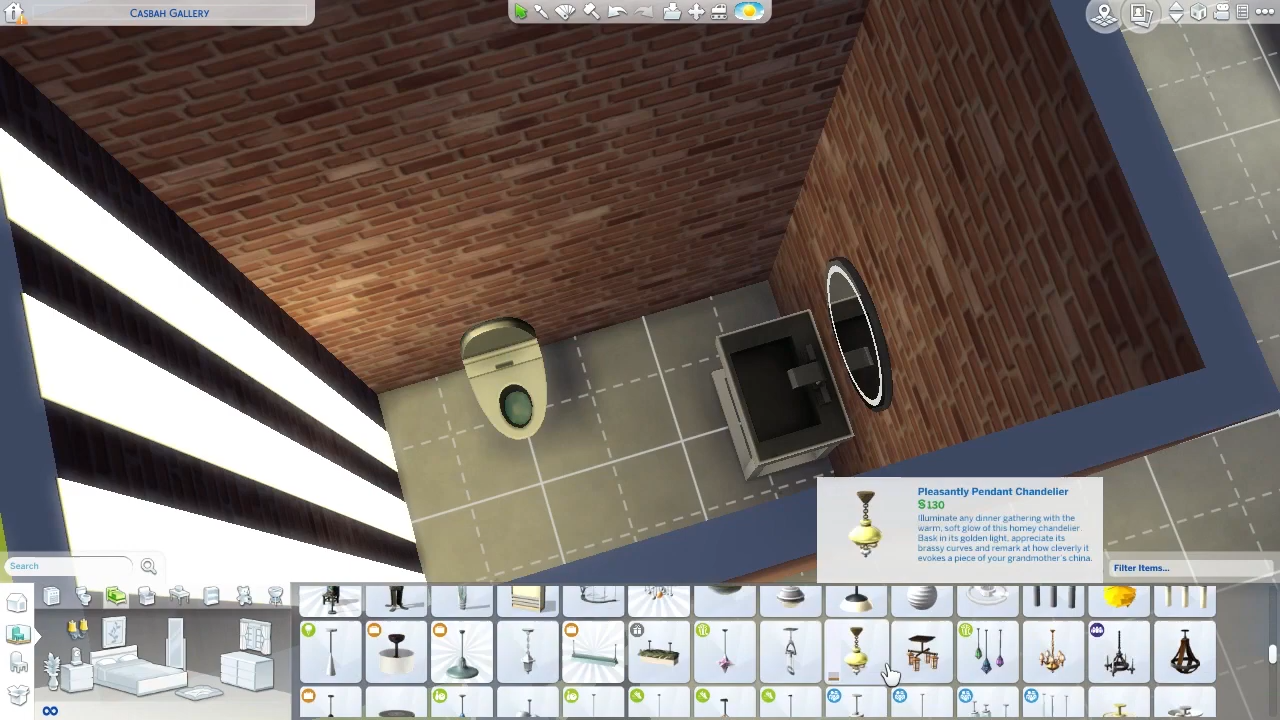 Casbah Gallery
Pleasantly Pendant Chandelier
§130
Illuminate any dinner gathering with the
warm, soft glow of this homey chandelier.
Bask in its golden light, appreciate its
brassy curves and remark at how cleverly it
evokes a piece of your grandmother's china.
Search
Filter Items...